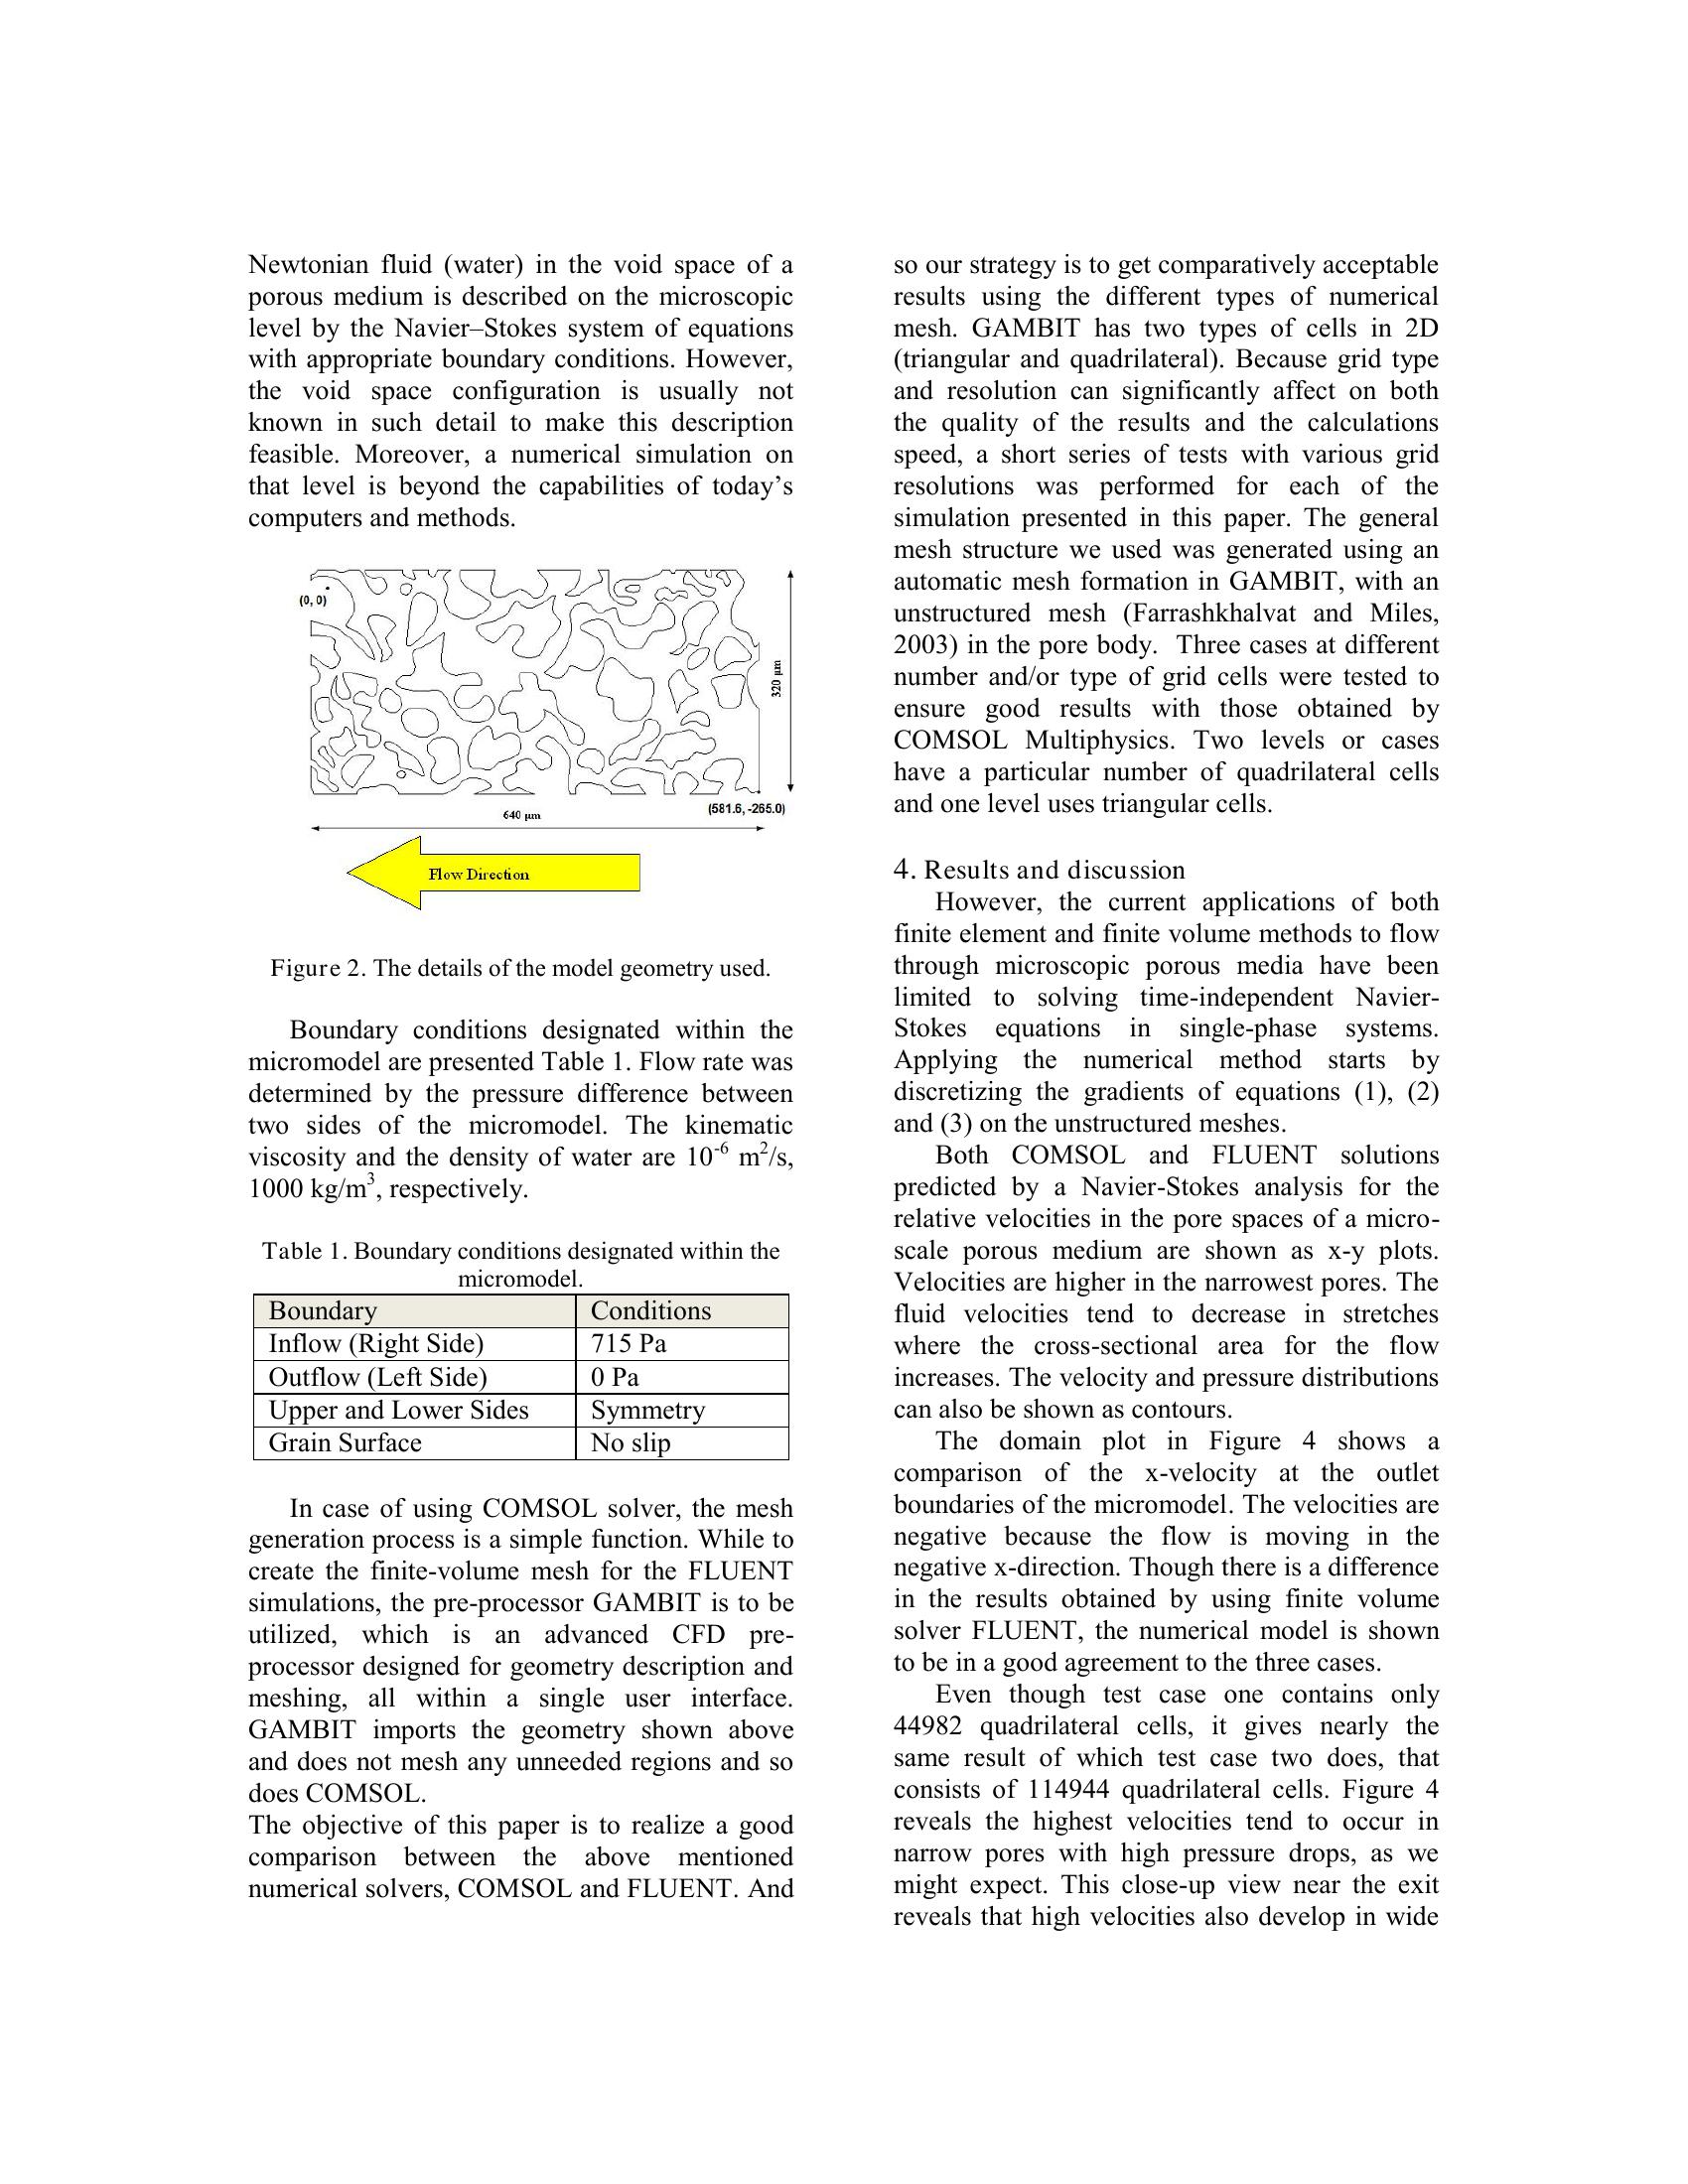 Newtonian fluid (water) in the void space of a
porous medium is described on the microscopic
level by the Navier–Stokes system of equations
with appropriate boundary conditions. However,
the void space configuration is usually not
known in such detail to make this description
feasible. Moreover, a numerical simulation on
that level is beyond the capabilities of today's
computers and methods.
(0, 0)
320 µm
(581.6, -265.0)
640 µm
Flow Direction
Figure 2. The details of the model geometry used.
Boundary conditions designated within the
micromodel are presented Table 1. Flow rate was
determined by the pressure difference between
two sides of the micromodel. The kinematic
viscosity and the density of water are 10⁻⁶ m²/s,
1000 kg/m³, respectively.
Table 1. Boundary conditions designated within the
micromodel.
Boundary Conditions
Inflow (Right Side) 715 Pa
Outflow (Left Side) 0 Pa
Upper and Lower Sides Symmetry
Grain Surface No slip
In case of using COMSOL solver, the mesh
generation process is a simple function. While to
create the finite-volume mesh for the FLUENT
simulations, the pre-processor GAMBIT is to be
utilized, which is an advanced CFD pre-
processor designed for geometry description and
meshing, all within a single user interface.
GAMBIT imports the geometry shown above
and does not mesh any unneeded regions and so
does COMSOL.
The objective of this paper is to realize a good
comparison between the above mentioned
numerical solvers, COMSOL and FLUENT. And
so our strategy is to get comparatively acceptable
results using the different types of numerical
mesh. GAMBIT has two types of cells in 2D
(triangular and quadrilateral). Because grid type
and resolution can significantly affect on both
the quality of the results and the calculations
speed, a short series of tests with various grid
resolutions was performed for each of the
simulation presented in this paper. The general
mesh structure we used was generated using an
automatic mesh formation in GAMBIT, with an
unstructured mesh (Farrashkhalvat and Miles,
2003) in the pore body. Three cases at different
number and/or type of grid cells were tested to
ensure good results with those obtained by
COMSOL Multiphysics. Two levels or cases
have a particular number of quadrilateral cells
and one level uses triangular cells.
4. Results and discussion
However, the current applications of both
finite element and finite volume methods to flow
through microscopic porous media have been
limited to solving time-independent Navier-
Stokes equations in single-phase systems.
Applying the numerical method starts by
discretizing the gradients of equations (1), (2)
and (3) on the unstructured meshes.
Both COMSOL and FLUENT solutions
predicted by a Navier-Stokes analysis for the
relative velocities in the pore spaces of a micro-
scale porous medium are shown as x-y plots.
Velocities are higher in the narrowest pores. The
fluid velocities tend to decrease in stretches
where the cross-sectional area for the flow
increases. The velocity and pressure distributions
can also be shown as contours.
The domain plot in Figure 4 shows a
comparison of the x-velocity at the outlet
boundaries of the micromodel. The velocities are
negative because the flow is moving in the
negative x-direction. Though there is a difference
in the results obtained by using finite volume
solver FLUENT, the numerical model is shown
to be in a good agreement to the three cases.
Even though test case one contains only
44982 quadrilateral cells, it gives nearly the
same result of which test case two does, that
consists of 114944 quadrilateral cells. Figure 4
reveals the highest velocities tend to occur in
narrow pores with high pressure drops, as we
might expect. This close-up view near the exit
reveals that high velocities also develop in wide